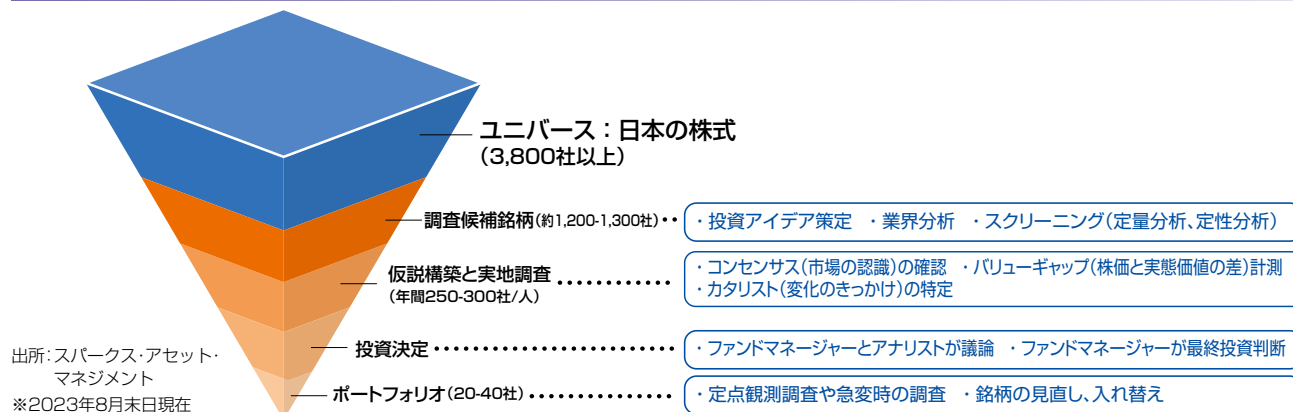 ユニバース：日本の株式
（3,800社以上）
調査候補銘柄（約1,200-1,300社）
・投資アイデア策定　・業界分析　・スクリーニング（定量分析、定性分析）
仮説構築と実地調査
（年間250-300社/人）
・コンセンサス（市場の認識）の確認　・バリューギャップ（株価と実態価値の差）計測
・カタリスト（変化のきっかけ）の特定
投資決定
・ファンドマネージャーとアナリストが議論　・ファンドマネージャーが最終投資判断
ポートフォリオ（20-40社）
・定点観測調査や急変時の調査　・銘柄の見直し、入れ替え
出所：スパークス・アセット・
マネジメント
※2023年8月末日現在